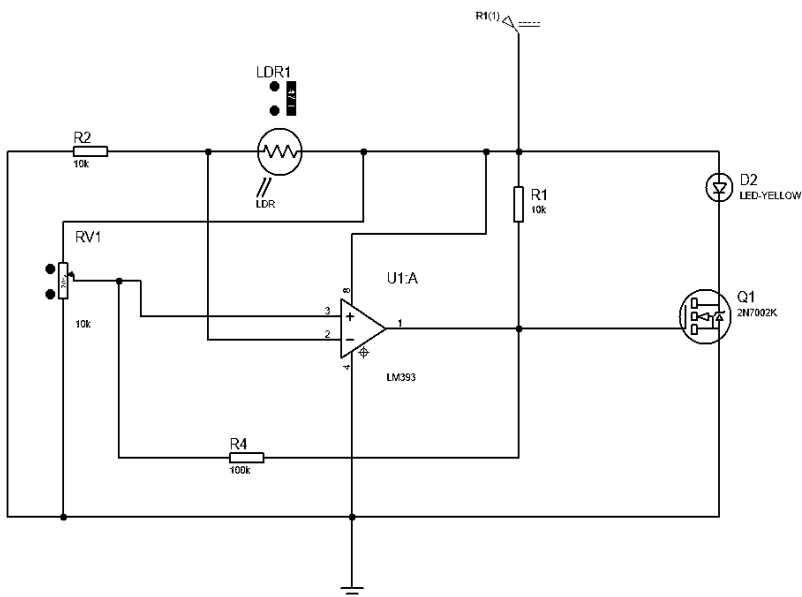 R1(1)
LDR1
R2
10k
LDR
D2
LED-YELLOW
R1
10k
RV1
10k
U1:A
8
3
2
1
4
LM393
Q1
2N7002K
R4
100k